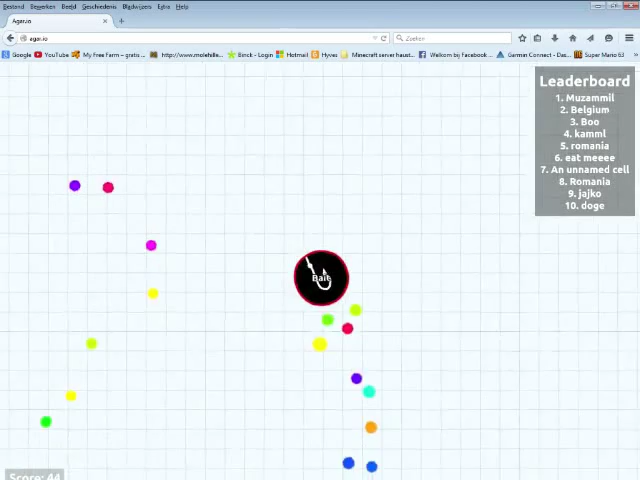 Bestand Bewerken Beeld Geschiedenis Bladwijzers Extra Help
Agar.io
agar.io
Zoeken
Google YouTube My Free Farm – gratis ... http://www.molehille... Binck - Login Hotmail Hyves Minecraft server haust... Welkom bij Facebook ... Garmin Connect - Das... Super Mario 63
Leaderboard
1. Muzammil
2. Belgium
3. Boo
4. kamml
5. romania
6. eat meeee
7. An unnamed cell
8. Romania
9. jajko
10. doge
Bait
Score: 44